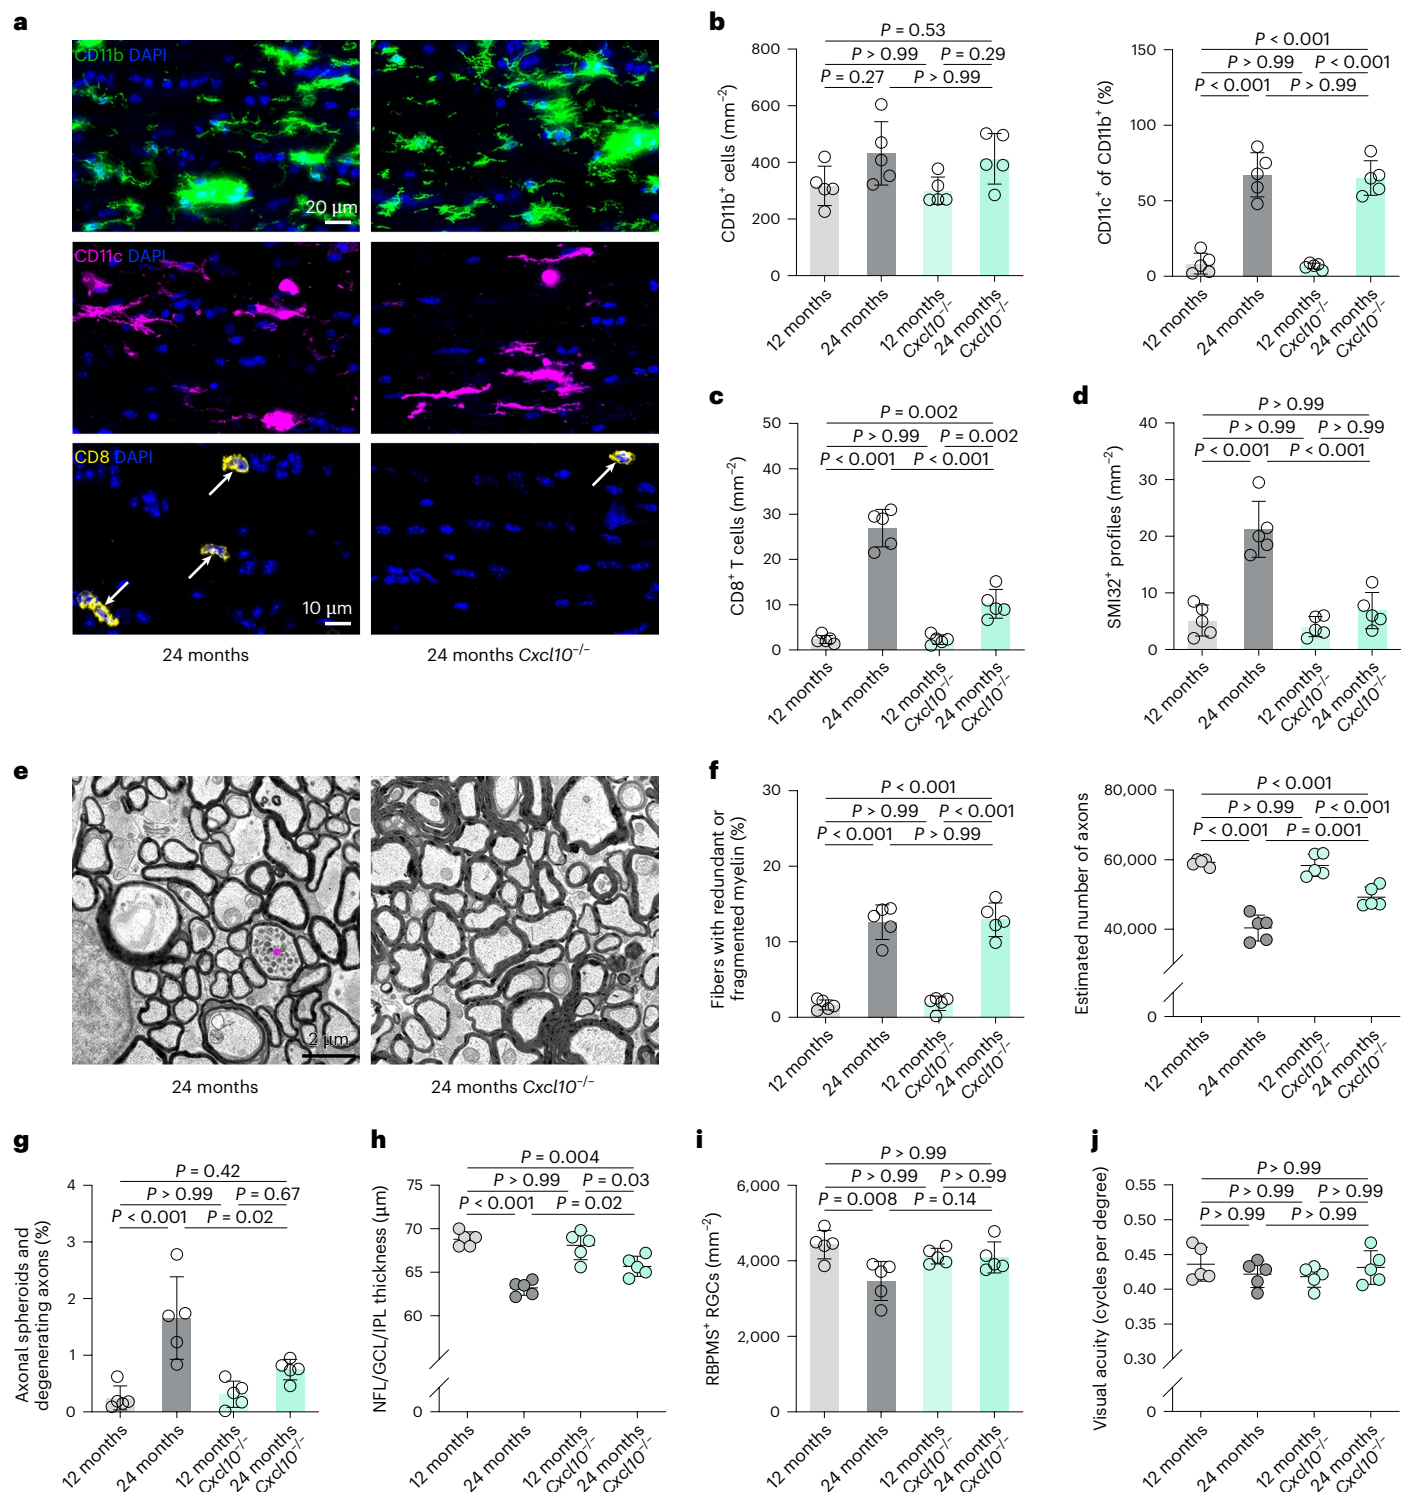 a
CD11b DAPI
20 μm
CD11c DAPI
CD8 DAPI
10 μm
24 months
24 months Cxcl10−/−
b
CD11b+ cells (mm−2)
800
600
400
200
0
P = 0.53
P > 0.99
P = 0.29
P = 0.27
P > 0.99
12 months
24 months
12 months
Cxcl10−/−
24 months
Cxcl10−/−
CD11c+ of CD11b+ (%)
150
100
50
0
P < 0.001
P > 0.99
P < 0.001
P < 0.001
P > 0.99
12 months
24 months
12 months
Cxcl10−/−
24 months
Cxcl10−/−
c
CD8+ T cells (mm−2)
50
40
30
20
10
0
P = 0.002
P > 0.99
P = 0.002
P < 0.001
P < 0.001
12 months
24 months
12 months
Cxcl10−/−
24 months
Cxcl10−/−
d
SMI32+ profiles (mm−2)
40
30
20
10
0
P > 0.99
P > 0.99
P > 0.99
P < 0.001
P < 0.001
12 months
24 months
12 months
Cxcl10−/−
24 months
Cxcl10−/−
e
2 μm
24 months
24 months Cxcl10−/−
f
Fibers with redundant or
fragmented myelin (%)
30
20
10
0
P < 0.001
P > 0.99
P < 0.001
P < 0.001
P > 0.99
12 months
24 months
12 months
Cxcl10−/−
24 months
Cxcl10−/−
Estimated number of axons
80,000
60,000
40,000
0
P < 0.001
P > 0.99
P < 0.001
P < 0.001
P = 0.001
12 months
24 months
12 months
Cxcl10−/−
24 months
Cxcl10−/−
g
Axonal spheroids and
degenerating axons (%)
4
3
2
1
0
P = 0.42
P > 0.99
P = 0.67
P < 0.001
P = 0.02
12 months
24 months
12 months
Cxcl10−/−
24 months
Cxcl10−/−
h
NFL/GCL/IPL thickness (μm)
75
70
65
60
0
P = 0.004
P > 0.99
P = 0.03
P < 0.001
P = 0.02
12 months
24 months
12 months
Cxcl10−/−
24 months
Cxcl10−/−
i
RBPMS+ RGCs (mm−2)
6,000
4,000
2,000
0
P > 0.99
P > 0.99
P > 0.99
P = 0.008
P = 0.14
12 months
24 months
12 months
Cxcl10−/−
24 months
Cxcl10−/−
j
Visual acuity (cycles per degree)
0.55
0.50
0.45
0.40
0.35
0.30
0
P > 0.99
P > 0.99
P > 0.99
P > 0.99
P > 0.99
12 months
24 months
12 months
Cxcl10−/−
24 months
Cxcl10−/−